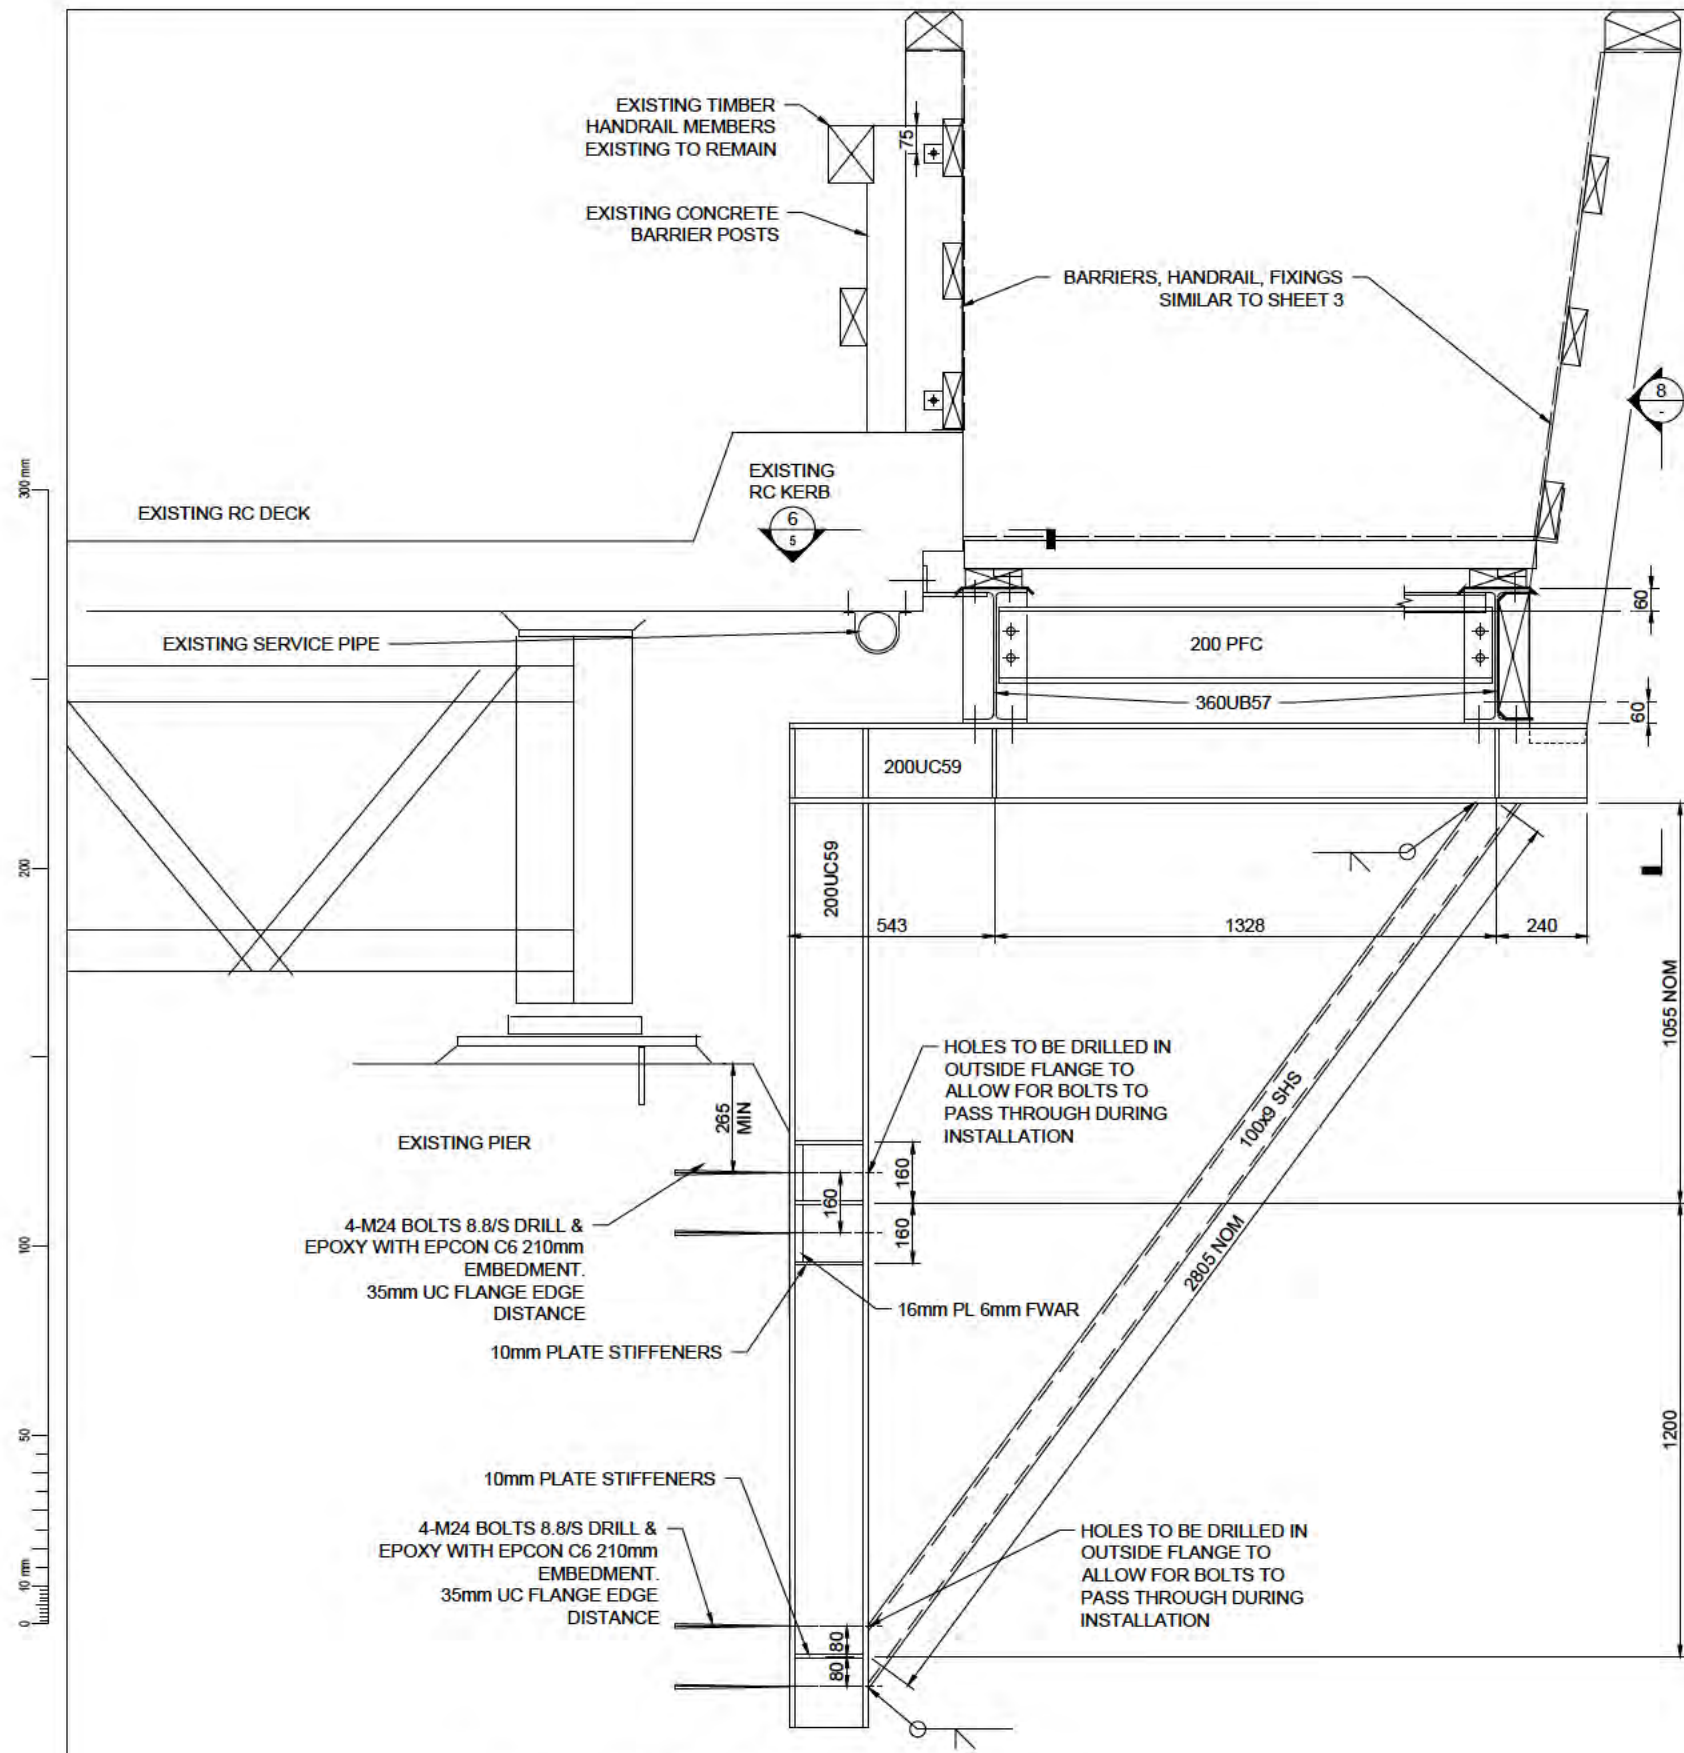 EXISTING TIMBER
HANDRAIL MEMBERS
EXISTING TO REMAIN
75
EXISTING CONCRETE
BARRIER POSTS
BARRIERS, HANDRAIL, FIXINGS
SIMILAR TO SHEET 3
8
-
300 mm
EXISTING RC DECK
EXISTING
RC KERB
6
5
EXISTING SERVICE PIPE
200 PFC
60
360UB57
60
200UC59
200UC59
200
543
1328
240
1055 NOM
HOLES TO BE DRILLED IN
OUTSIDE FLANGE TO
ALLOW FOR BOLTS TO
PASS THROUGH DURING
INSTALLATION
265
MIN
EXISTING PIER
100x9 SHS
160
160
160
4-M24 BOLTS 8.8/S DRILL &
EPOXY WITH EPCON C6 210mm
EMBEDMENT.
35mm UC FLANGE EDGE
DISTANCE
100
2805 NOM
16mm PL 6mm FWAR
10mm PLATE STIFFENERS
50
1200
10mm PLATE STIFFENERS
4-M24 BOLTS 8.8/S DRILL &
EPOXY WITH EPCON C6 210mm
EMBEDMENT.
35mm UC FLANGE EDGE
DISTANCE
HOLES TO BE DRILLED IN
OUTSIDE FLANGE TO
ALLOW FOR BOLTS TO
PASS THROUGH DURING
INSTALLATION
10 mm
0
80
80